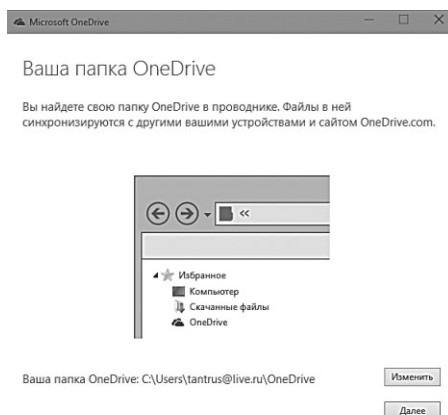 Microsoft OneDrive
Ваша папка OneDrive
Вы найдете свою папку OneDrive в проводнике. Файлы в ней
синхронизируются с другими вашими устройствами и сайтом OneDrive.com.
<<
Избранное
Компьютер
Скачанные файлы
OneDrive
Ваша папка OneDrive: C:\Users\tantrus@live.ru\OneDrive
Изменить
Далее